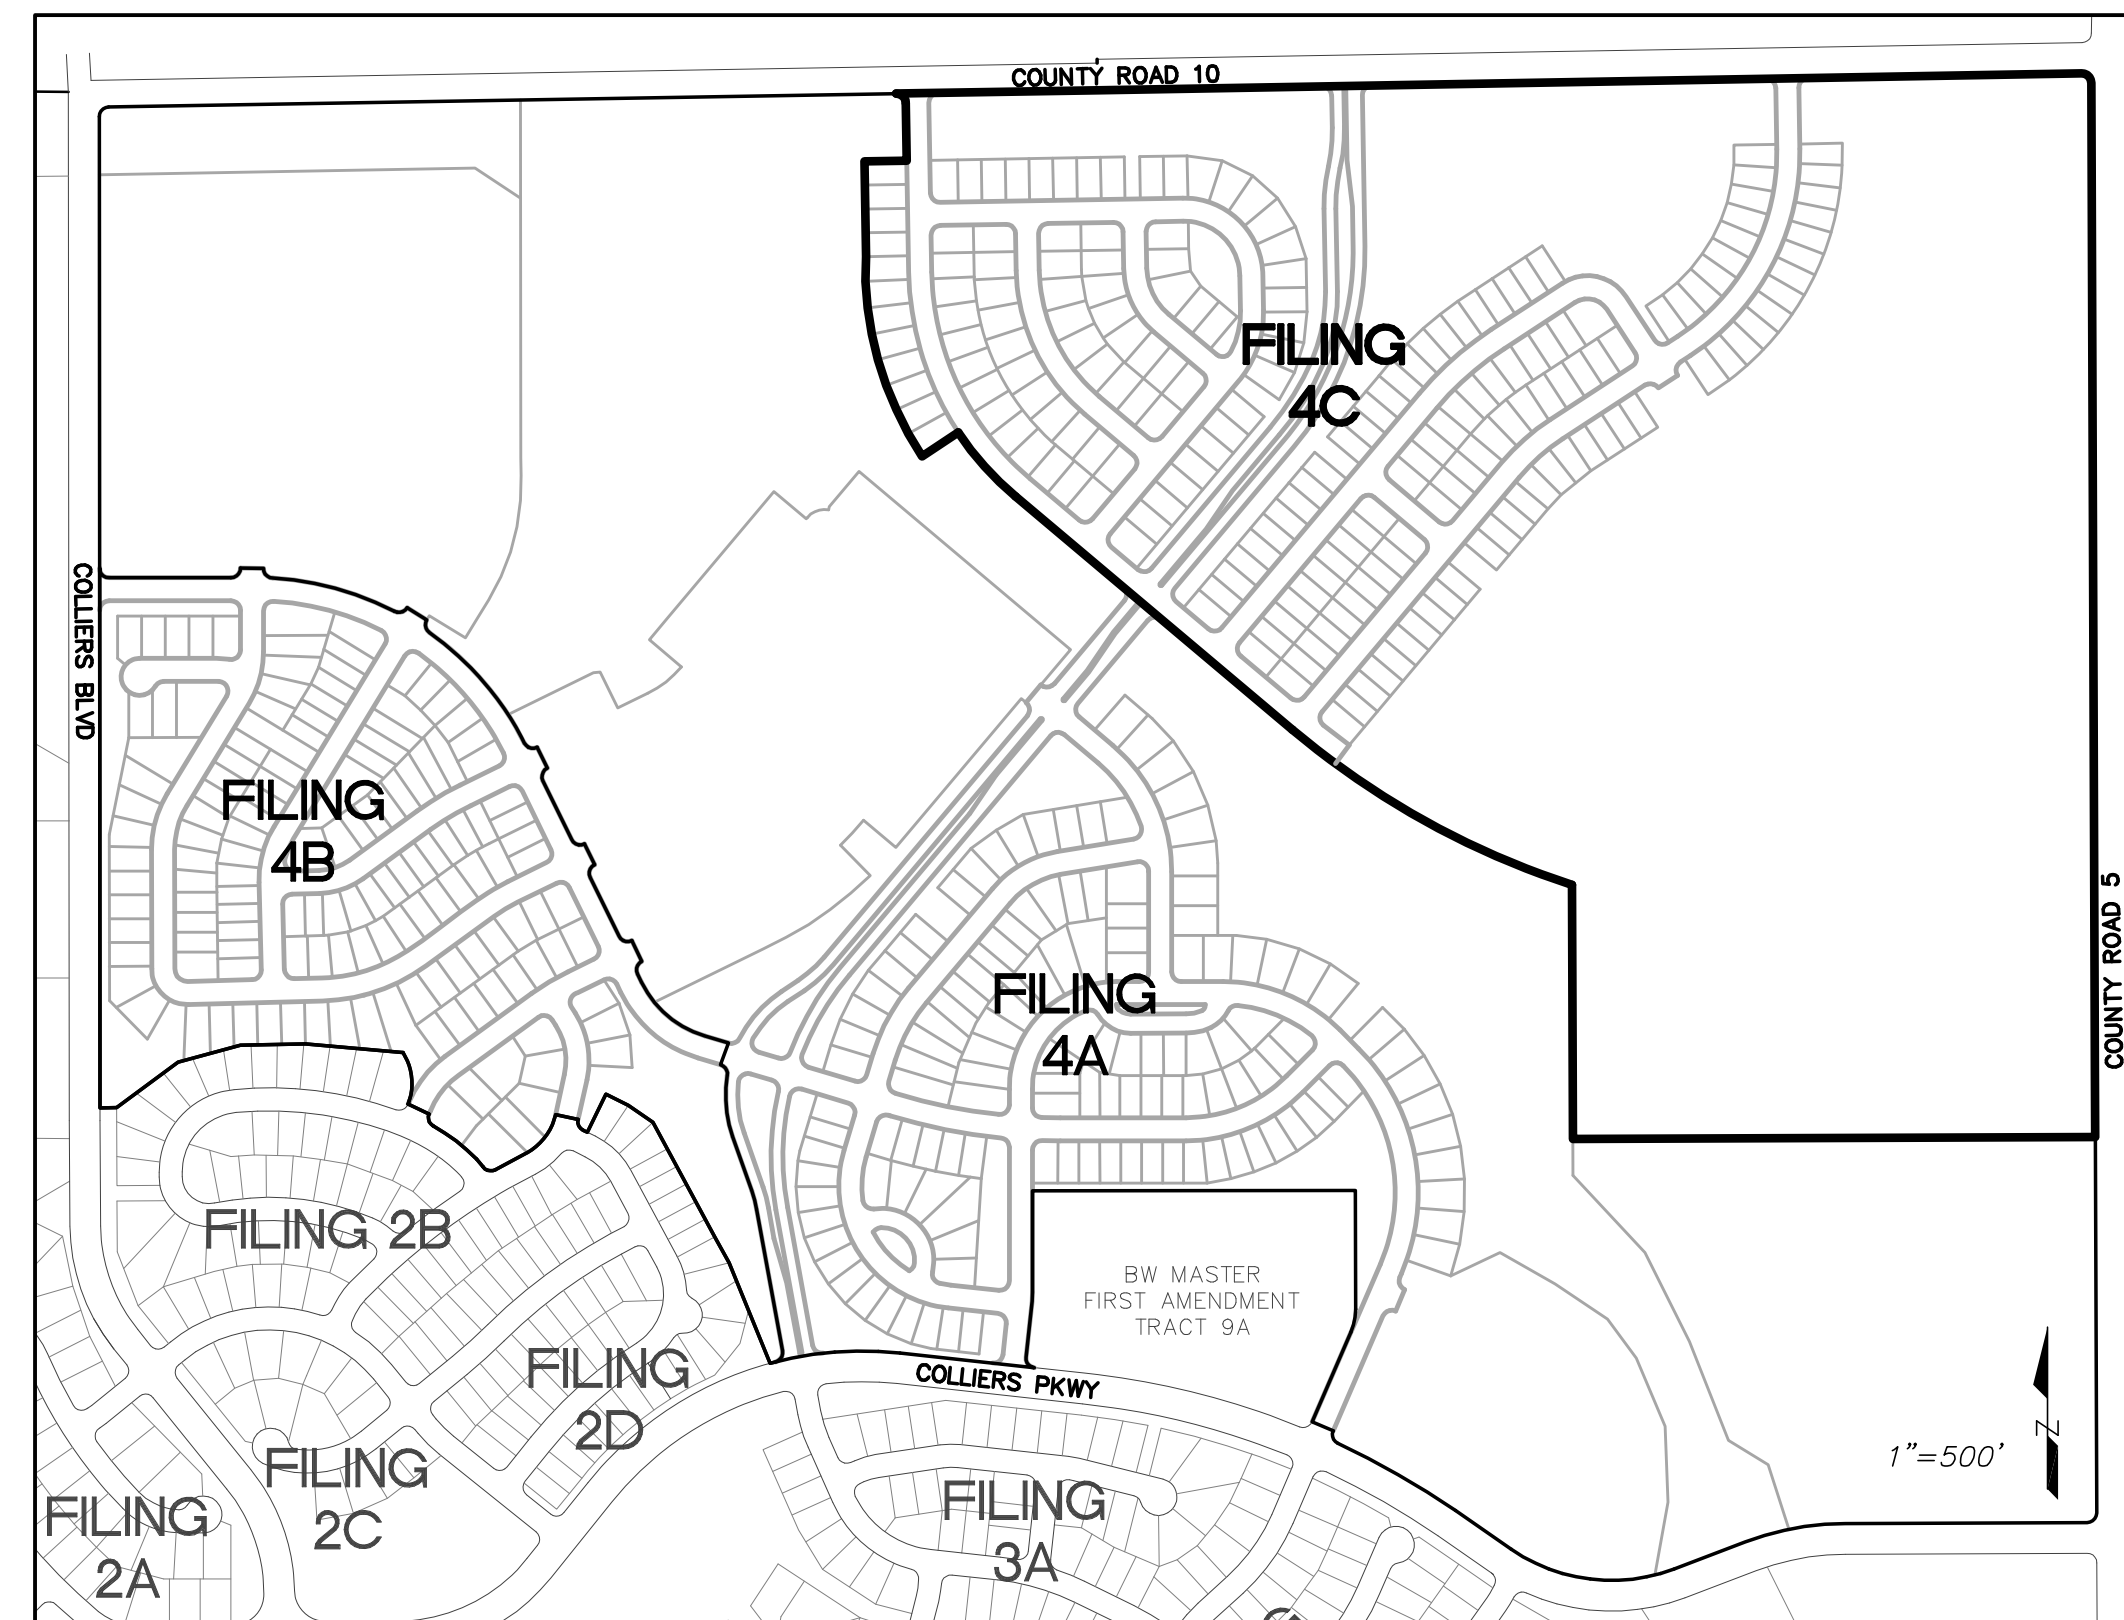 COUNTY ROAD 10
FILING
4C
COLLIERS BLVD
FILING
4B
COUNTY ROAD 5
FILING
4A
FILING 2B
BW MASTER
FIRST AMENDMENT
TRACT 9A
FILING
2D
COLLIERS PKWY
N
1"=500'
FILING
2C
FILING
2A
FILING
3A